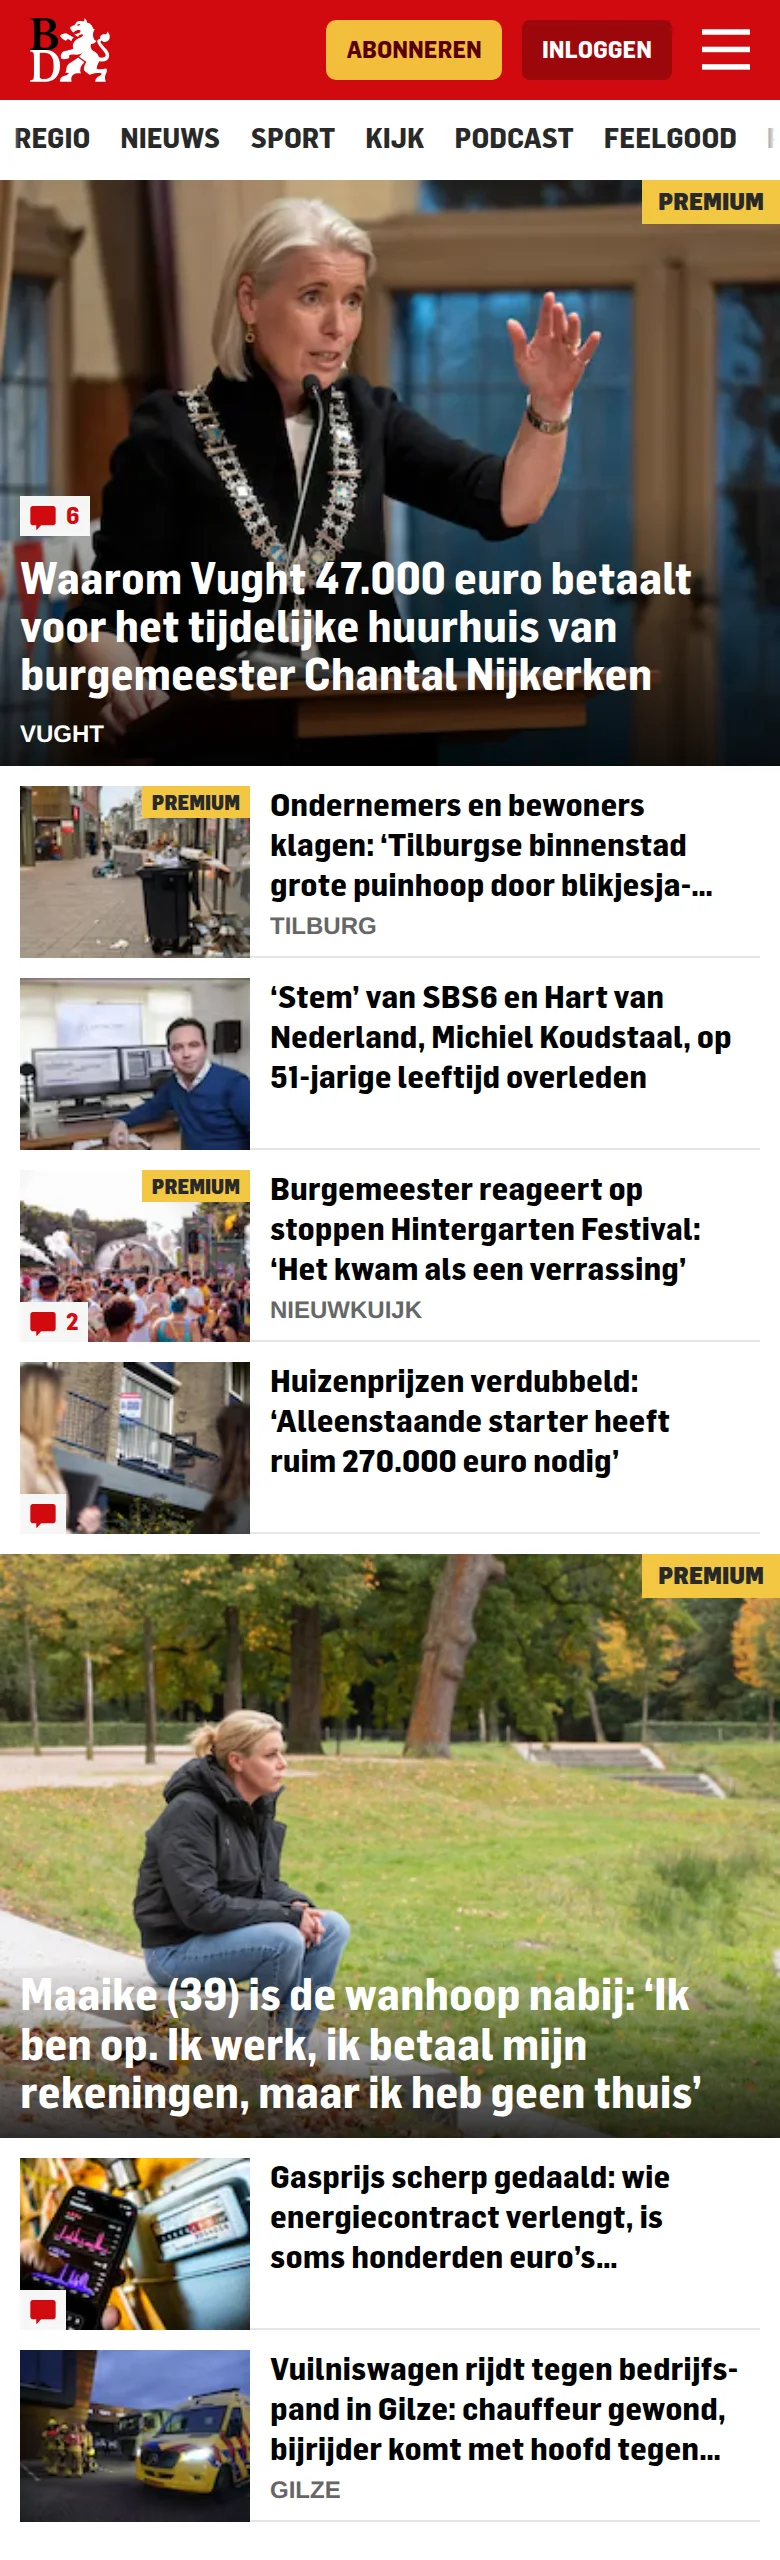 B
D
ABONNEREN
INLOGGEN
REGIO NIEUWS SPORT KIJK PODCAST FEELGOOD
PREMIUM
6
Waarom Vught 47.000 euro betaalt
voor het tijdelijke huurhuis van
burgemeester Chantal Nijkerken
VUGHT
PREMIUM
Ondernemers en bewoners
klagen: ‘Tilburgse binnenstad
grote puinhoop door blikjesja-...
TILBURG
‘Stem’ van SBS6 en Hart van
Nederland, Michiel Koudstaal, op
51-jarige leeftijd overleden
PREMIUM
2
Burgemeester reageert op
stoppen Hintergarten Festival:
‘Het kwam als een verrassing’
NIEUWKUIJK
Huizenprijzen verdubbeld:
‘Alleenstaande starter heeft
ruim 270.000 euro nodig’
PREMIUM
Maaike (39) is de wanhoop nabij: ‘Ik
ben op. Ik werk, ik betaal mijn
rekeningen, maar ik heb geen thuis’
Gasprijs scherp gedaald: wie
energiecontract verlengt, is
soms honderden euro’s...
Vuilniswagen rijdt tegen bedrijfs-
pand in Gilze: chauffeur gewond,
bijrijder komt met hoofd tegen...
GILZE